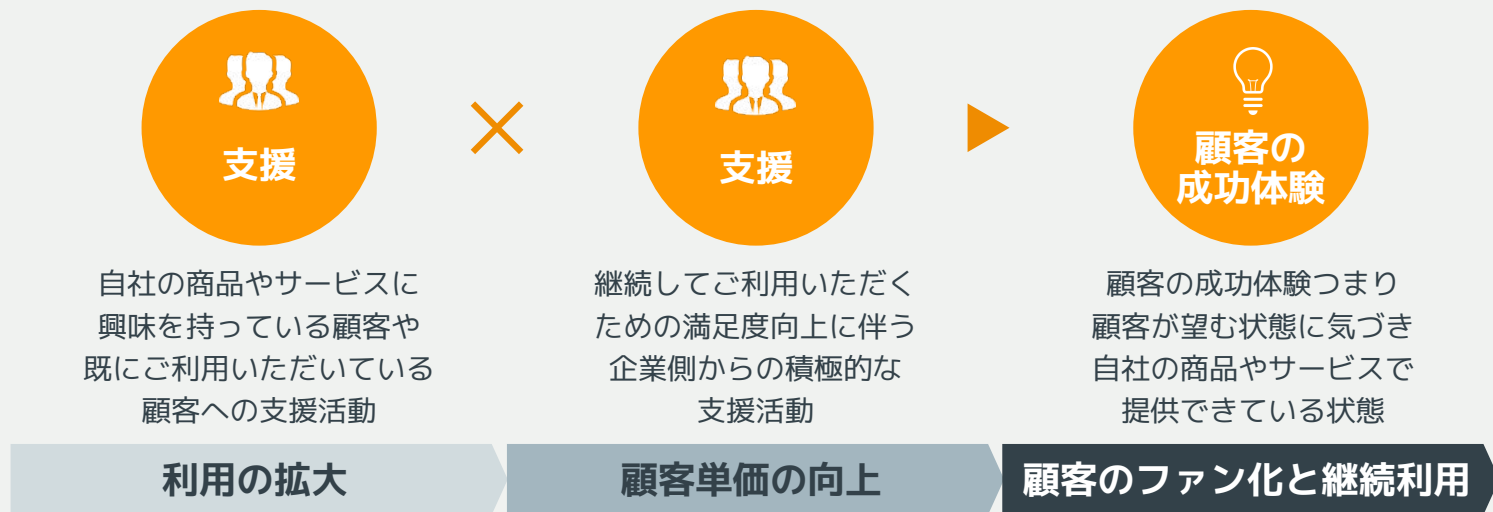 支援
自社の商品やサービスに
興味を持っている顧客や
既にご利用いただいている
顧客への支援活動
利用の拡大
支援
継続してご利用いただく
ための満足度向上に伴う
企業側からの積極的な
支援活動
顧客単価の向上
顧客の
成功体験
顧客の成功体験つまり
顧客が望む状態に気づき
自社の商品やサービスで
提供できている状態
顧客のファン化と継続利用